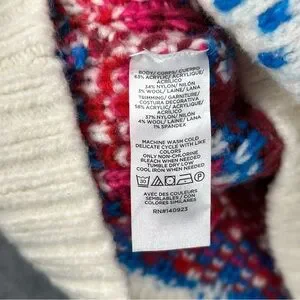 BODY/ CORPS/ CUERPO
63% ACRYLIC/ ACRYLIQUE/
ACRÍLICO
34% NYLON/ NILÓN
3% WOOL/ LAINE/ LANA
TRIMMING/ GARNITURE/
COSTURA DECORATIVA
58% ACRYLIC/ ACRYLIQUE/
ACRÍLICO
37% NYLON/ NILÓN
4% WOOL/ LAINE/ LANA
1% SPANDEX
MACHINE WASH COLD
DELICATE CYCLE WITH LIKE
COLORS
ONLY NON-CHLORINE
BLEACH WHEN NEEDED
TUMBLE DRY LOW
COOL IRON WHEN NEEDED
30
AVEC DES COULEURS
SEMBLABLES / CON
COLORES SIMILARES
RN#140923